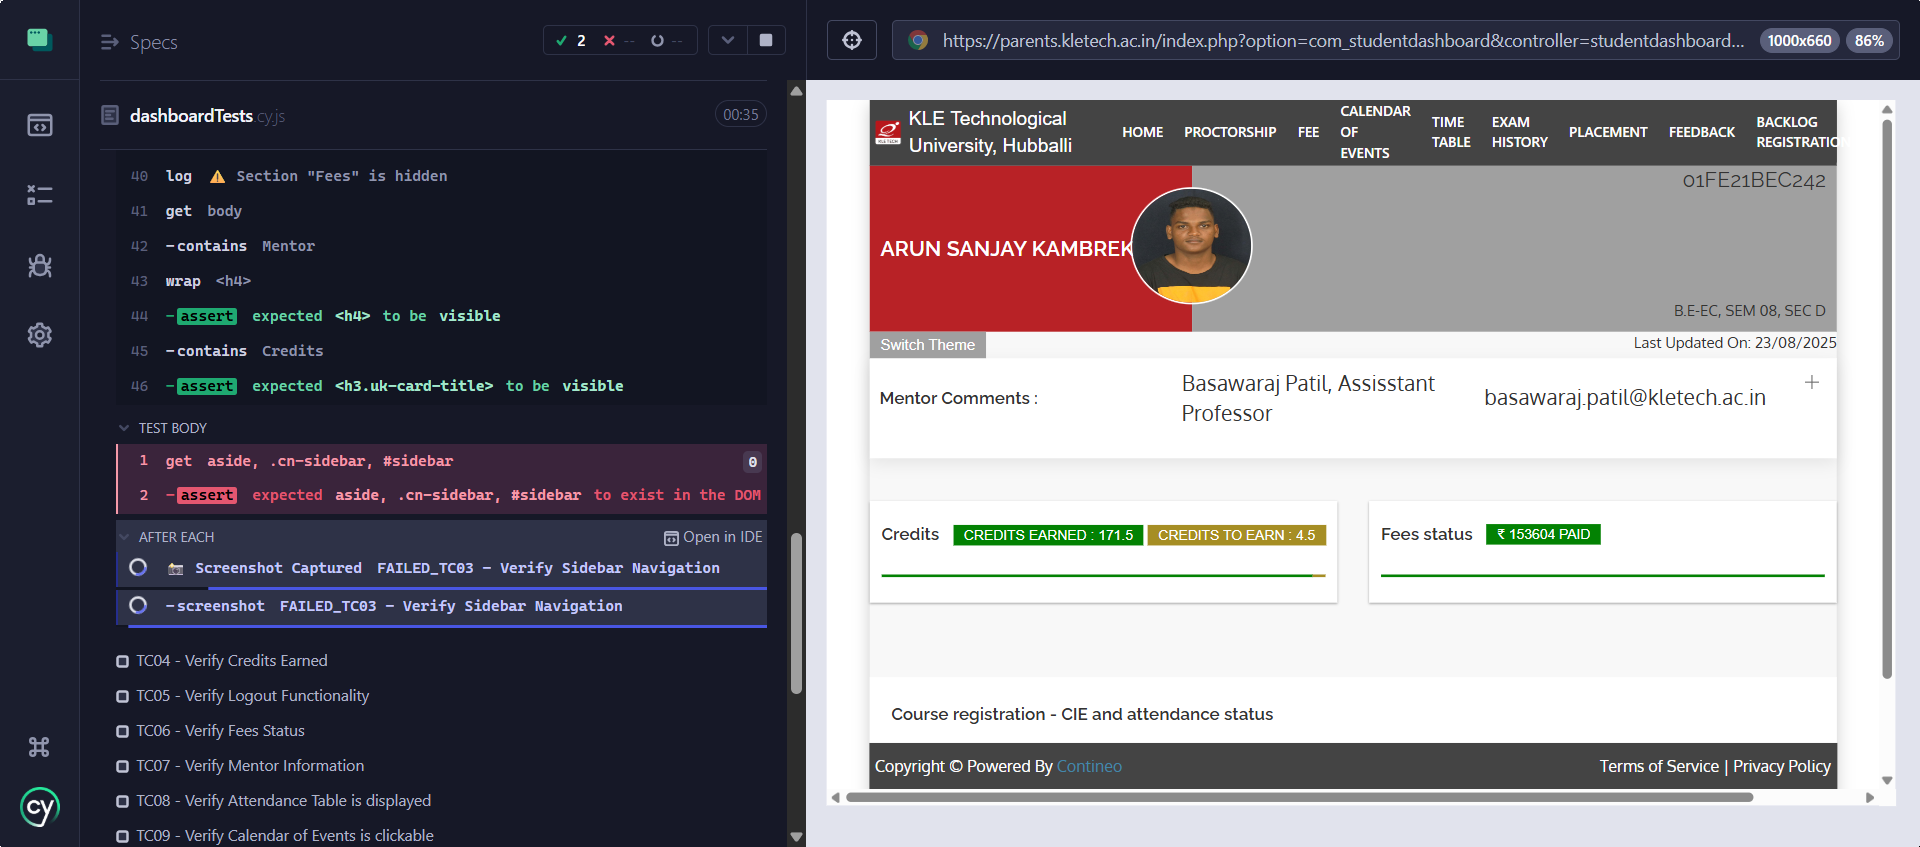 Specs
2
--
--
dashboardTests.cy.js
00:35
40 log ⚠ Section "Fees" is hidden
41 get body
42 -contains Mentor
43 wrap <h4>
44 -assert expected <h4> to be visible
45 -contains Credits
46 -assert expected <h3.uk-card-title> to be visible
TEST BODY
1 get aside, .cn-sidebar, #sidebar 0
2 -assert expected aside, .cn-sidebar, #sidebar to exist in the DOM
AFTER EACH Open in IDE
📸 Screenshot Captured FAILED_TC03 - Verify Sidebar Navigation
-screenshot FAILED_TC03 - Verify Sidebar Navigation
TC04 - Verify Credits Earned
TC05 - Verify Logout Functionality
TC06 - Verify Fees Status
TC07 - Verify Mentor Information
TC08 - Verify Attendance Table is displayed
TC09 - Verify Calendar of Events is clickable
cy
https://parents.kletech.ac.in/index.php?option=com_studentdashboard&controller=studentdashboard...
1000x660
86%
KLE TECH
KLE Technological
University, Hubballi
HOME
PROCTORSHIP
FEE
CALENDAR
OF
EVENTS
TIME
TABLE
EXAM
HISTORY
PLACEMENT
FEEDBACK
BACKLOG
REGISTRATION
01FE21BEC242
ARUN SANJAY KAMBREK
B.E-EC, SEM 08, SEC D
Switch Theme
Last Updated On: 23/08/2025
Mentor Comments :
Basawaraj Patil, Assisstant
Professor
basawaraj.patil@kletech.ac.in
Credits
CREDITS EARNED : 171.5
CREDITS TO EARN : 4.5
Fees status
₹ 153604 PAID
Course registration - CIE and attendance status
Copyright © Powered By Contineo
Terms of Service | Privacy Policy